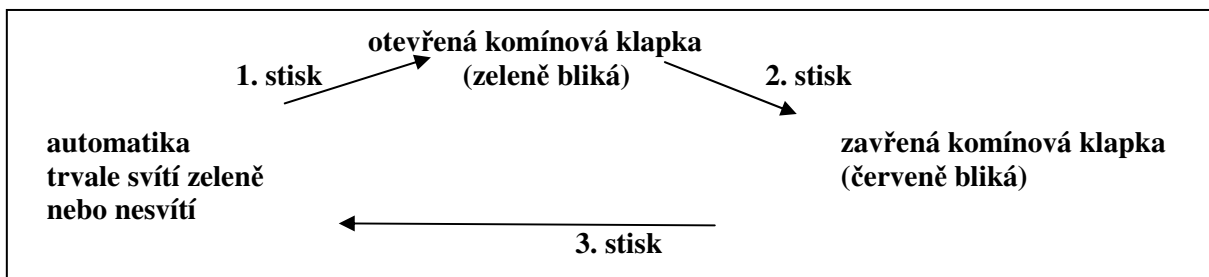 otevřená komínová klapka
1. stisk
(zeleně bliká)
2. stisk
automatika
trvale svítí zeleně
nebo nesvítí
zavřená komínová klapka
(červeně bliká)
3. stisk